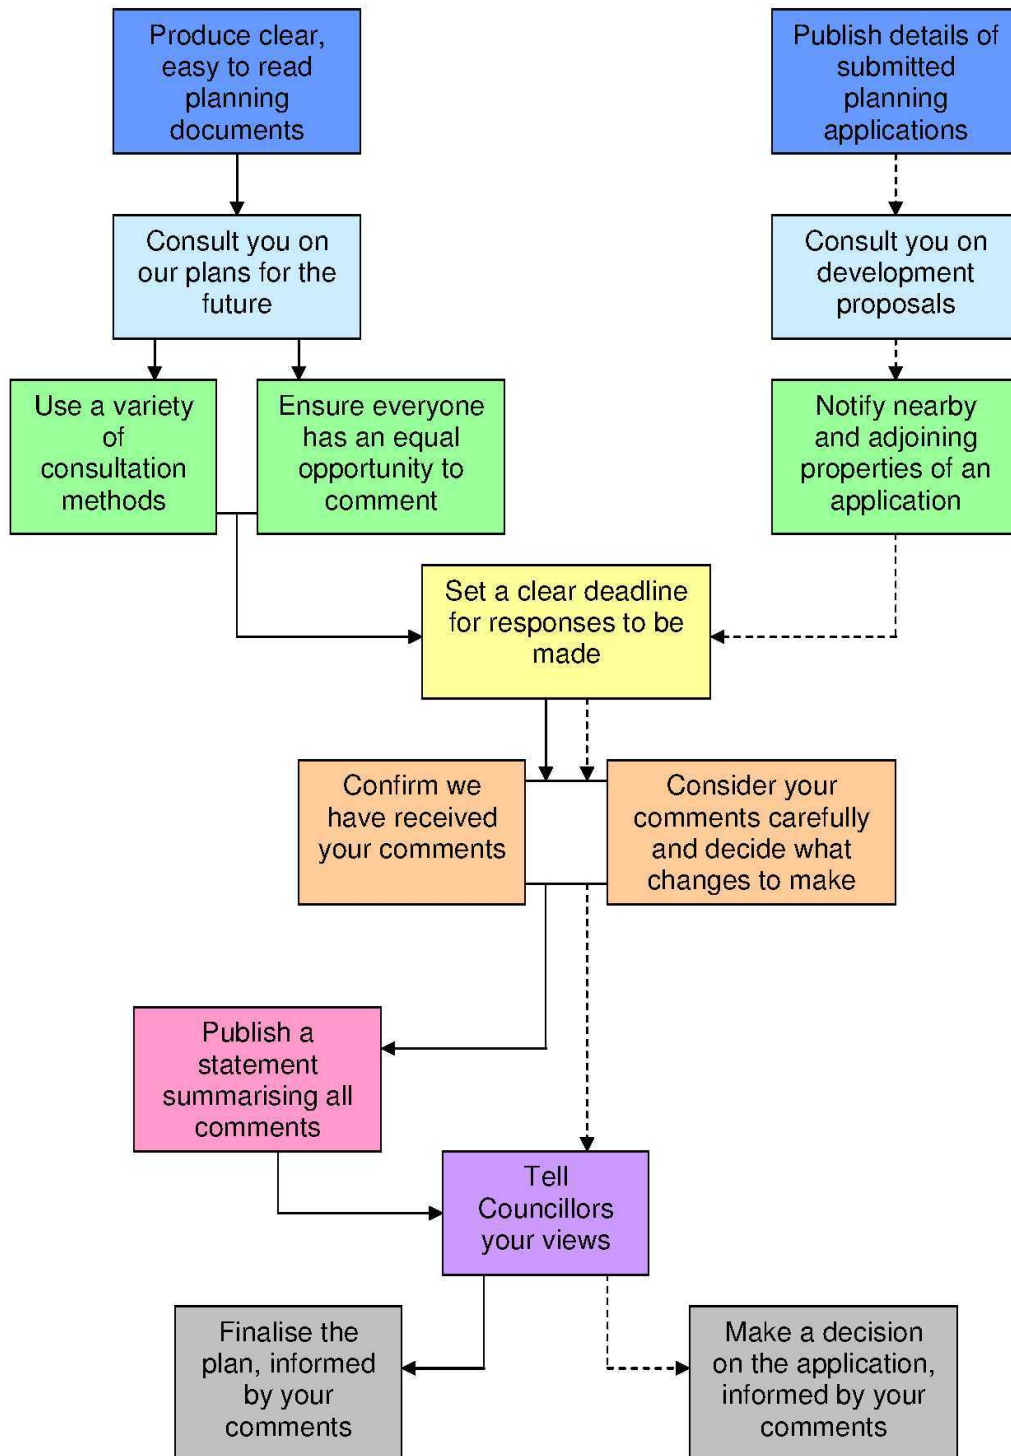 Produce clear,
easy to read
planning
documents
Publish details of
submitted
planning
applications
Consult you on
our plans for the
future
Consult you on
development
proposals
Use a variety
of
consultation
methods
Ensure everyone
has an equal
opportunity to
comment
Notify nearby
and adjoining
properties of an
application
Set a clear deadline
for responses to be
made
Confirm we
have received
your comments
Consider your
comments carefully
and decide what
changes to make
Publish a
statement
summarising all
comments
Tell
Councillors
your views
Finalise the
plan, informed
by your
comments
Make a decision
on the application,
informed by your
comments